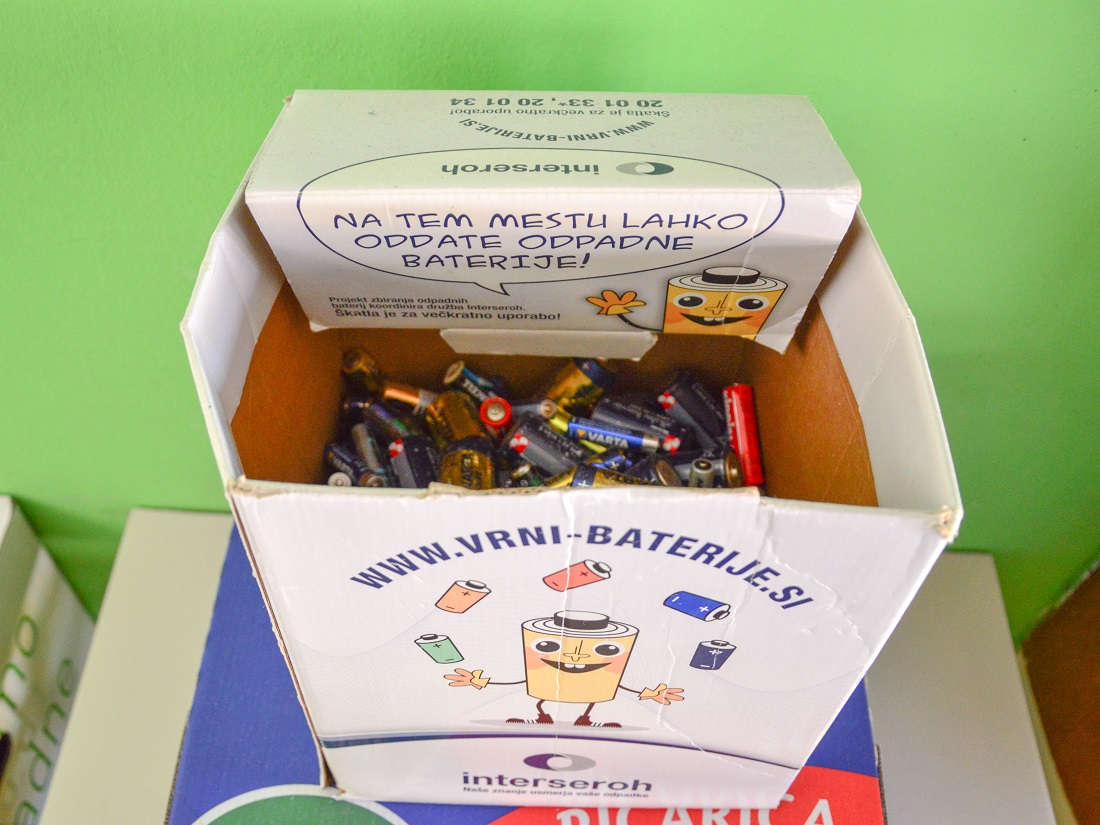 20 01 33*, 20 01 34
Škatla je za večkratno uporabo!
WWW.VRNI-BATERIJE.SI
interseroh
NA TEM MESTU LAHKO
ODDATE ODPADNE
BATERIJE!
Projekt zbiranja odpadnih
baterij koordinira družba Interseroh.
Škatla je za večkratno uporabo!
VARTA
WWW.VRNI-BATERIJE.SI
interseroh
Naše znanje usmerja vaše odpadke